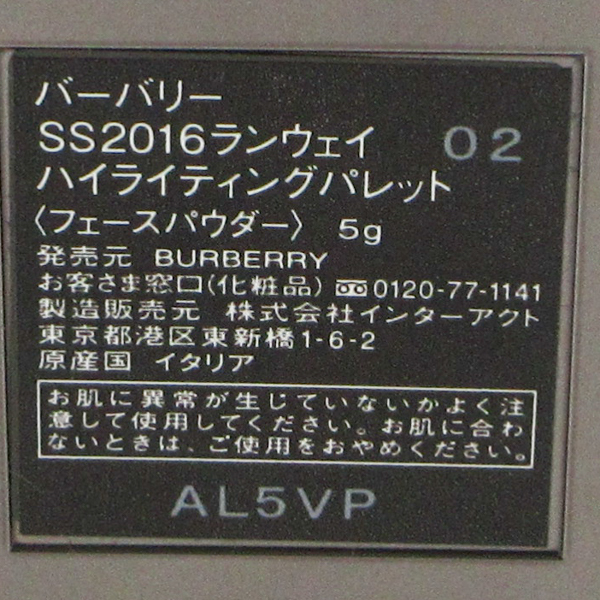 バーバリー
SS2016ランウェイ 02
ハイライティングパレット
〈フェースパウダー〉 5g
発売元 BURBERRY
お客さま窓口(化粧品) 0120-77-1141
製造販売元 株式会社インターアクト
東京都港区東新橋1-6-2
原産国 イタリア
お肌に異常が生じていないかよく注
意して使用してください。お肌に合わ
ないときは、ご使用をおやめください。
AL5VP